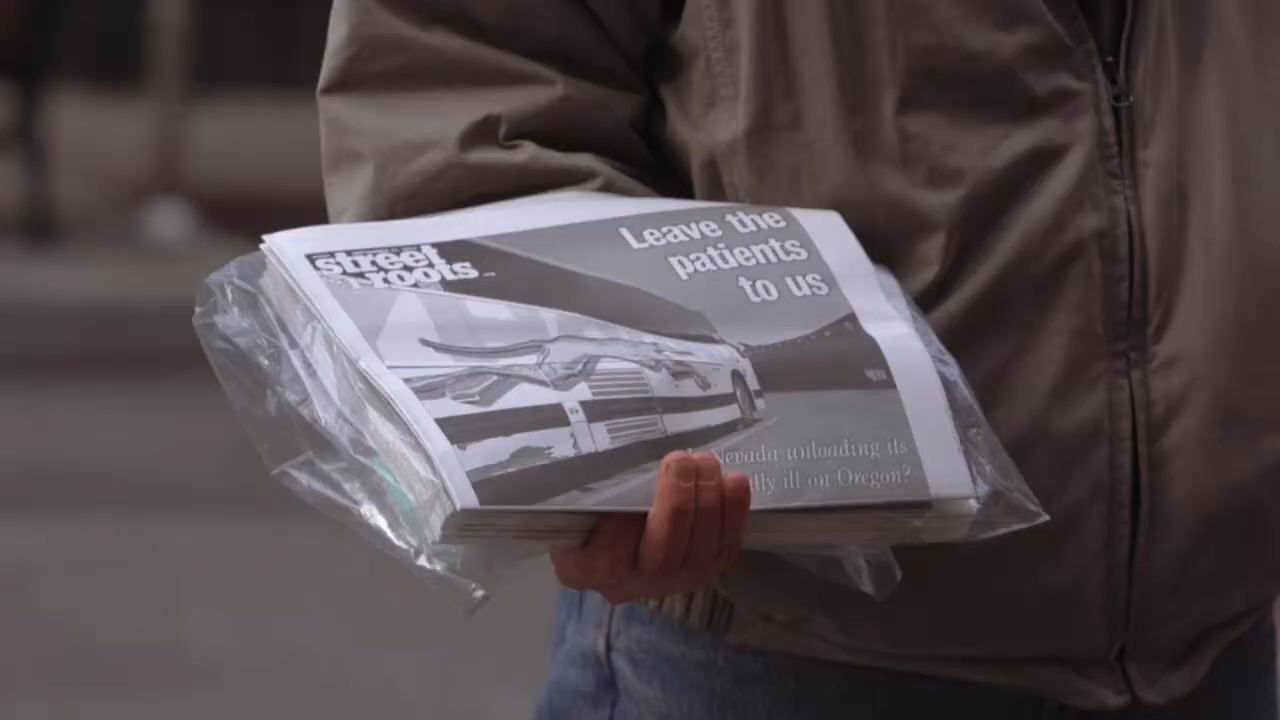 street
roots
Leave the
patients
to us
Nevada unloading its
ill on Oregon?